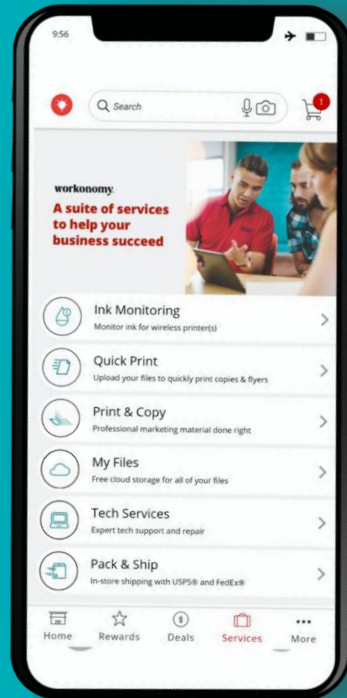 9:56
Search
1
workonomy.
A suite of services
to help your
business succeed
Ink Monitoring
Monitor ink for wireless printer(s)
Quick Print
Upload your files to quickly print copies & flyers
Print & Copy
Professional marketing material done right
My Files
Free cloud storage for all of your files
Tech Services
Expert tech support and repair
Pack & Ship
In-store shipping with USPS® and FedEx®
Home Rewards Deals Services More